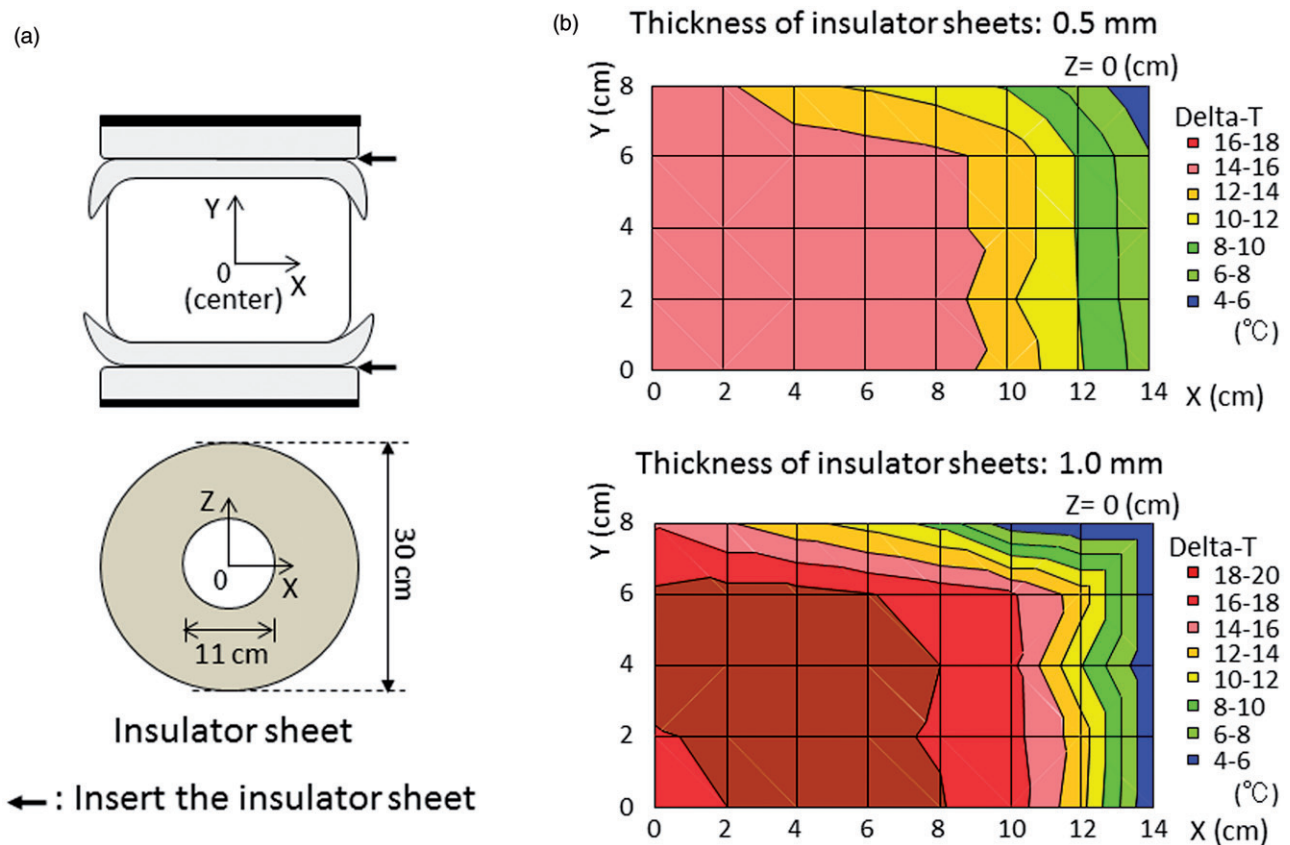 (a)
Y
0
X
(center)
Z
0
X
11 cm
30 cm
Insulator sheet
: Insert the insulator sheet
(b)
Thickness of insulator sheets: 0.5 mm
Z= 0 (cm)
Y (cm)
8
6
4
2
0
0 2 4 6 8 10 12 14 X (cm)
Delta-T
16-18
14-16
12-14
10-12
8-10
6-8
4-6
(℃)
Thickness of insulator sheets: 1.0 mm
Z= 0 (cm)
Y (cm)
8
6
4
2
0
0 2 4 6 8 10 12 14 X (cm)
Delta-T
18-20
16-18
14-16
12-14
10-12
8-10
6-8
4-6
(℃)